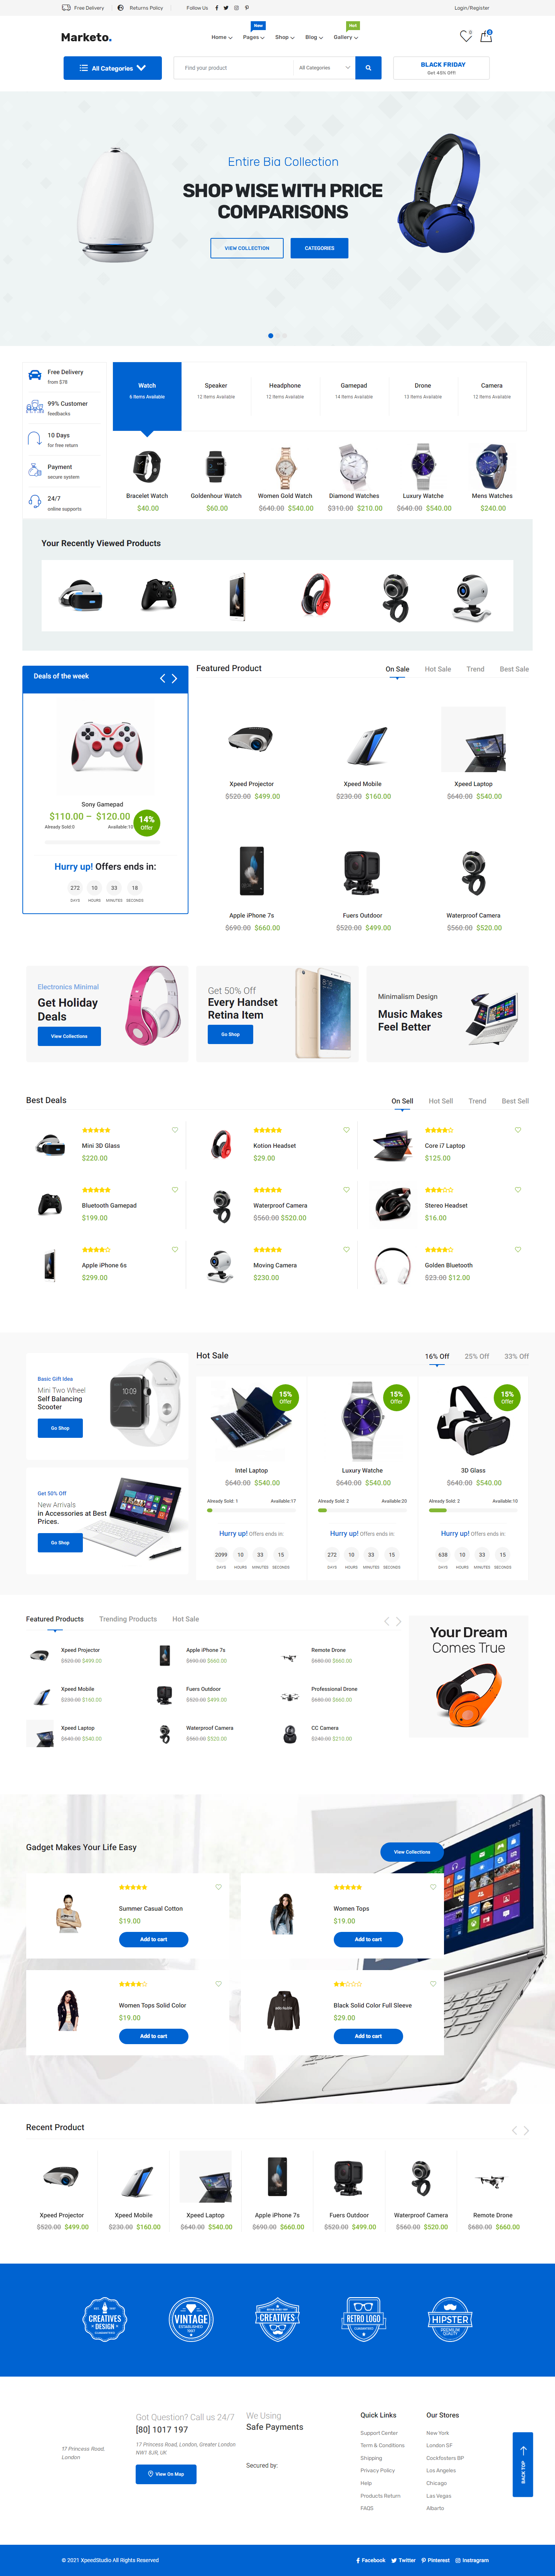 Free Delivery
Returns Policy
Follow Us
Login/Register
Marketo.
Home
Pages
New
Shop
Blog
Gallery
Hot
0
0
All Categories
Find your product
All Categories
BLACK FRIDAY
Get 45% Off!
Entire Big Collection
SHOP WISE WITH PRICE
COMPARISONS
VIEW COLLECTION
CATEGORIES
Free Delivery
from $78
99% Customer
feedbacks
10 Days
for free return
Payment
secure system
24/7
online supports
Watch
6 Items Available
Speaker
12 Items Available
Headphone
12 Items Available
Gamepad
14 Items Available
Drone
13 Items Available
Camera
12 Items Available
Bracelet Watch
$40.00
Goldenhour Watch
$60.00
Women Gold Watch
$640.00 $540.00
Diamond Watches
$310.00 $210.00
Luxury Watche
$640.00 $540.00
Mens Watches
$240.00
Your Recently Viewed Products
Deals of the week
Sony Gamepad
$110.00 – $120.00
14%
Offer
Already Sold:0
Available:10
Hurry up! Offers ends in:
272 10 33 18
DAYS HOURS MINUTES SECONDS
Featured Product
On Sale
Hot Sale
Trend
Best Sale
Xpeed Projector
$520.00 $499.00
Xpeed Mobile
$230.00 $160.00
Xpeed Laptop
$640.00 $540.00
Apple iPhone 7s
$690.00 $660.00
Fuers Outdoor
$520.00 $499.00
Waterproof Camera
$560.00 $520.00
Electronics Minimal
Get Holiday
Deals
View Collections
Get 50% Off
Every Handset
Retina Item
Go Shop
Minimalism Design
Music Makes
Feel Better
Best Deals
On Sell
Hot Sell
Trend
Best Sell
Mini 3D Glass
$220.00
Kotion Headset
$29.00
Core i7 Laptop
$125.00
Bluetooth Gamepad
$199.00
Waterproof Camera
$560.00 $520.00
Stereo Headset
$16.00
Apple iPhone 6s
$299.00
Moving Camera
$230.00
Golden Bluetooth
$23.00 $12.00
Basic Gift Idea
Mini Two Wheel
Self Balancing
Scooter
Go Shop
10:09
Get 50% Off
New Arrivals
in Accessories at Best
Prices.
Go Shop
Hot Sale
16% Off
25% Off
33% Off
15%
Offer
Intel Laptop
$640.00 $540.00
Already Sold: 1
Available:17
Hurry up! Offers ends in:
2099 10 33 15
DAYS HOURS MINUTES SECONDS
15%
Offer
Luxury Watche
$640.00 $540.00
Already Sold: 2
Available:20
Hurry up! Offers ends in:
272 10 33 15
DAYS HOURS MINUTES SECONDS
15%
Offer
3D Glass
$640.00 $540.00
Already Sold: 2
Available:10
Hurry up! Offers ends in:
638 10 33 15
DAYS HOURS MINUTES SECONDS
Featured Products
Trending Products
Hot Sale
Xpeed Projector
$520.00 $499.00
Apple iPhone 7s
$690.00 $660.00
Remote Drone
$680.00 $660.00
Xpeed Mobile
$230.00 $160.00
Fuers Outdoor
$520.00 $499.00
Professional Drone
$680.00 $660.00
Xpeed Laptop
$640.00 $540.00
Waterproof Camera
$560.00 $520.00
CC Camera
$240.00 $210.00
Your Dream
Comes True
Gadget Makes Your Life Easy
View Collections
Summer Casual Cotton
$19.00
Add to cart
Women Tops
$19.00
Add to cart
Women Tops Solid Color
$19.00
Add to cart
Black Solid Color Full Sleeve
$29.00
Add to cart
Recent Product
Xpeed Projector
$520.00 $499.00
Xpeed Mobile
$230.00 $160.00
Xpeed Laptop
$640.00 $540.00
Apple iPhone 7s
$690.00 $660.00
Fuers Outdoor
$520.00 $499.00
Waterproof Camera
$560.00 $520.00
Remote Drone
$680.00 $660.00
CREATIVES
DESIGN
VINTAGE
ESTABLISHED
CREATIVES
RETRO LOGO
HIPSTER
PREMIUM
QUALITY
17 Princess Road,
London
Got Question? Call us 24/7
[80] 1017 197
17 Princess Road, London, Greater London
NW1 8JR, UK
View On Map
We Using
Safe Payments
Secured by:
Quick Links
Support Center
Term & Conditions
Shipping
Privacy Policy
Help
Products Return
FAQS
Our Stores
New York
London SF
Cockfosters BP
Los Angeles
Chicago
Las Vegas
Albarto
BACK TOP
© 2021 XpeedStudio All Rights Reserved
Facebook
Twitter
Pinterest
Instagram